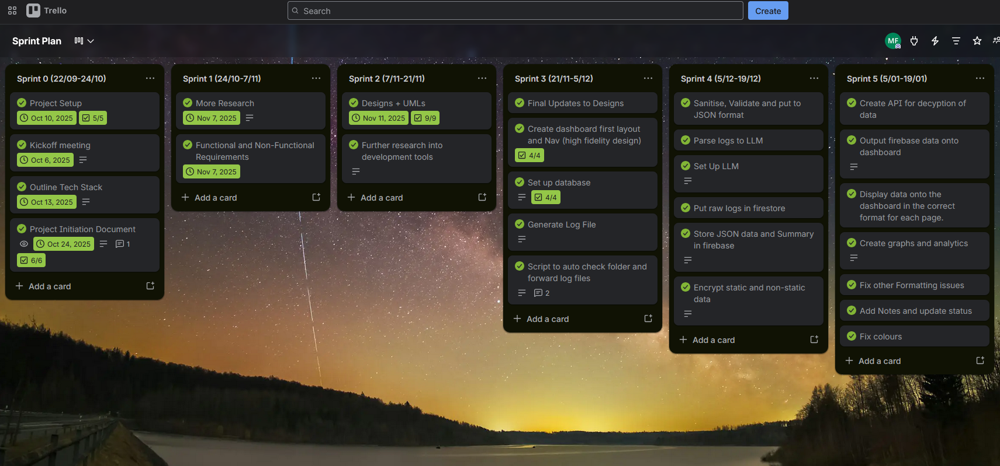 Trello
Search
Create
Sprint Plan
MF
Sprint 0 (22/09-24/10)
Project Setup
Oct 10, 2025 5/5
Kickoff meeting
Oct 6, 2025
Outline Tech Stack
Oct 13, 2025
Project Initiation Document
Oct 24, 2025 1
6/6
Add a card
Sprint 1 (24/10-7/11)
More Research
Nov 7, 2025
Functional and Non-Functional
Requirements
Nov 7, 2025
Add a card
Sprint 2 (7/11-21/11)
Designs + UMLs
Nov 11, 2025 9/9
Further research into
development tools
Add a card
Sprint 3 (21/11-5/12)
Final Updates to Designs
Create dashboard first layout
and Nav (high fidelity design)
4/4
Set up database
4/4
Generate Log File
Script to auto check folder and
forward log files
2
Add a card
Sprint 4 (5/12-19/12)
Sanitise, Validate and put to
JSON format
Parse logs to LLM
Set Up LLM
Put raw logs in firestore
Store JSON data and Summary
in firebase
Encrypt static and non-static
data
Add a card
Sprint 5 (5/01-19/01)
Create API for decyption of
data
Output firebase data onto
dashboard
Display data onto the
dashboard in the correct
format for each page.
Create graphs and analytics
Fix other Formatting issues
Add Notes and update status
Fix colours
Add a card